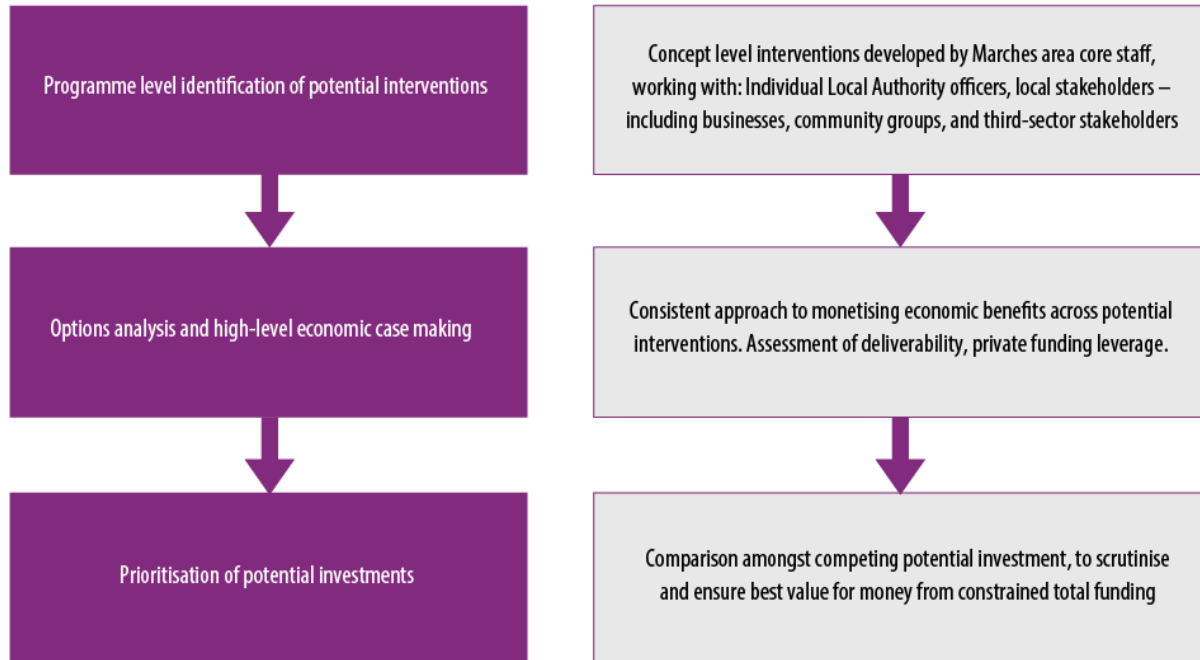 Programme level identification of potential interventions
Concept level interventions developed by Marches area core staff,
working with: Individual Local Authority officers, local stakeholders –
including businesses, community groups, and third-sector stakeholders
Options analysis and high-level economic case making
Consistent approach to monetising economic benefits across potential
interventions. Assessment of deliverability, private funding leverage.
Prioritisation of potential investments
Comparison amongst competing potential investment, to scrutinise
and ensure best value for money from constrained total funding